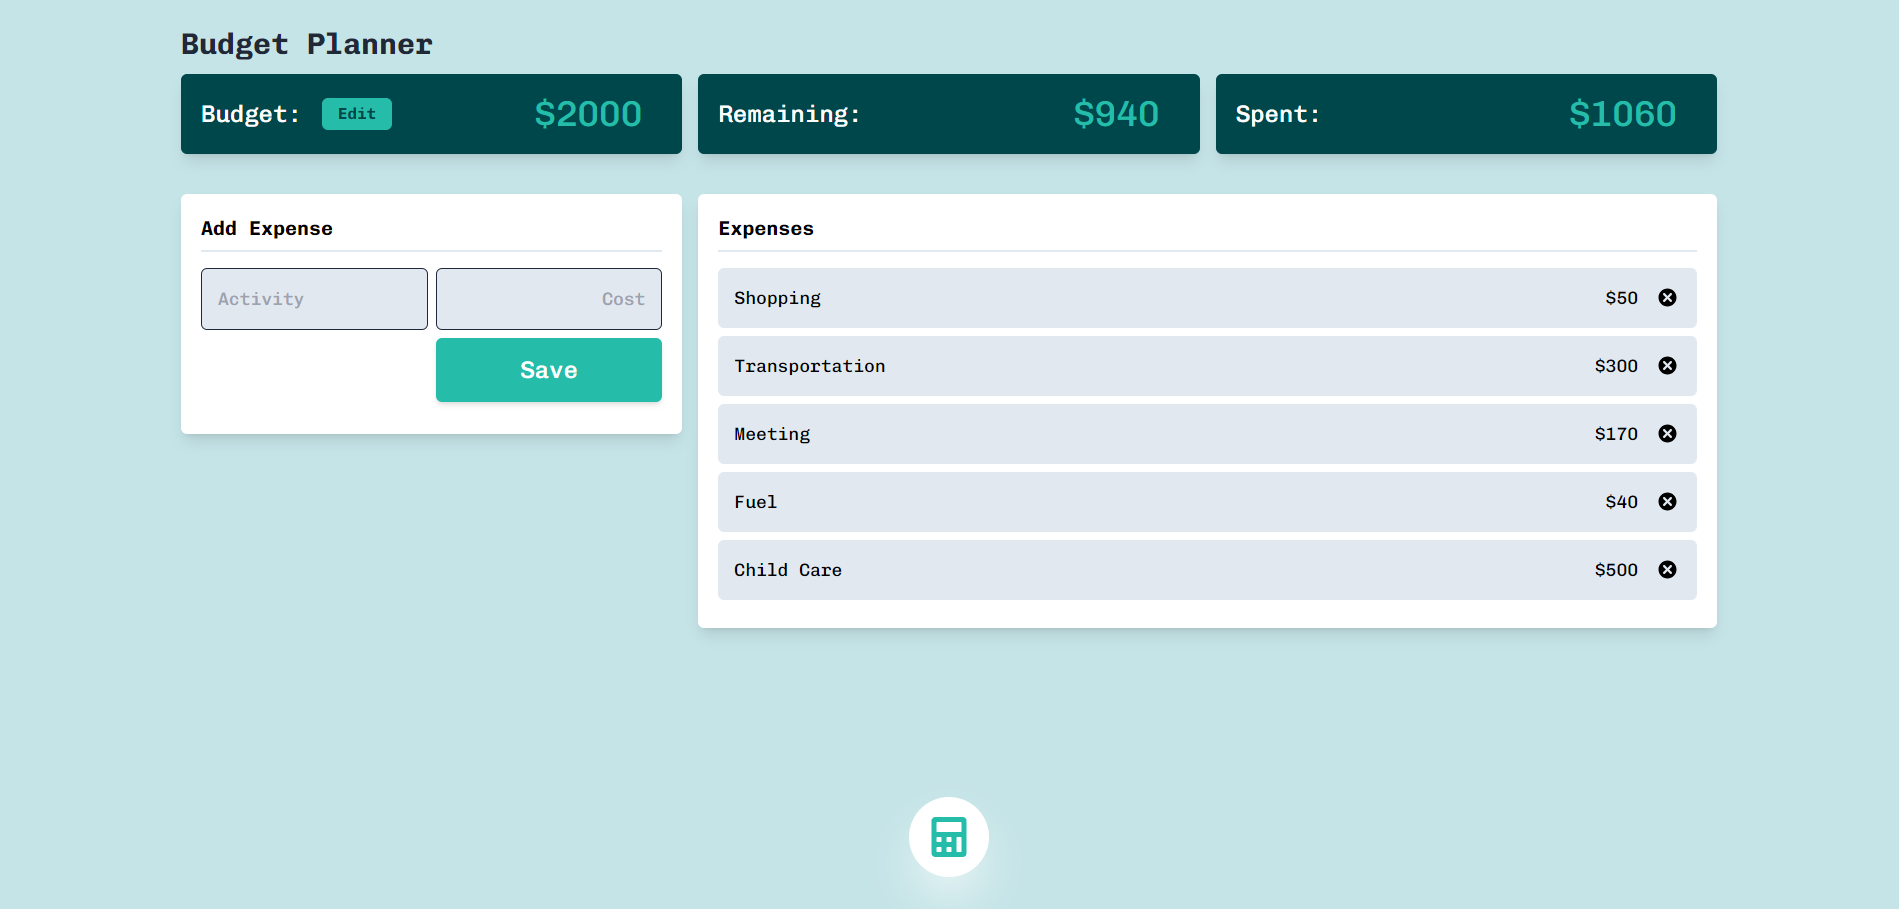 Budget Planner
Budget: Edit $2000
Remaining: $940
Spent: $1060
Add Expense
Activity Cost
Save
Expenses
Shopping $50
Transportation $300
Meeting $170
Fuel $40
Child Care $500